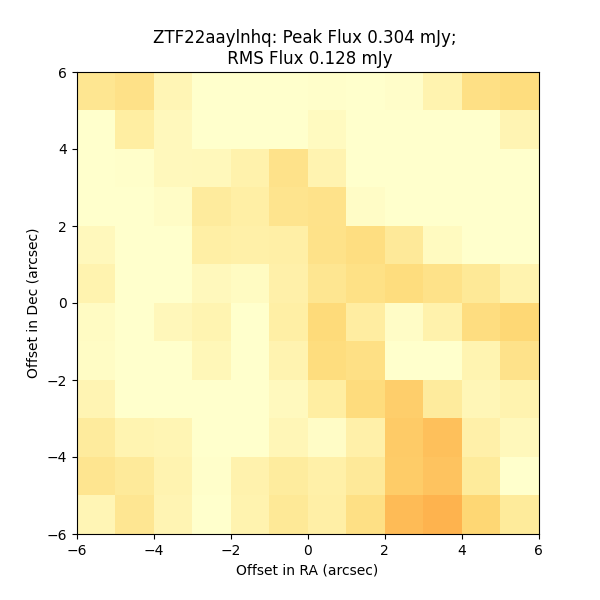 ZTF22aaylnhq: Peak Flux 0.304 mJy;
RMS Flux 0.128 mJy
6
4
2
0
−2
−4
−6
Offset in Dec (arcsec)
−6 −4 −2 0 2 4 6
Offset in RA (arcsec)